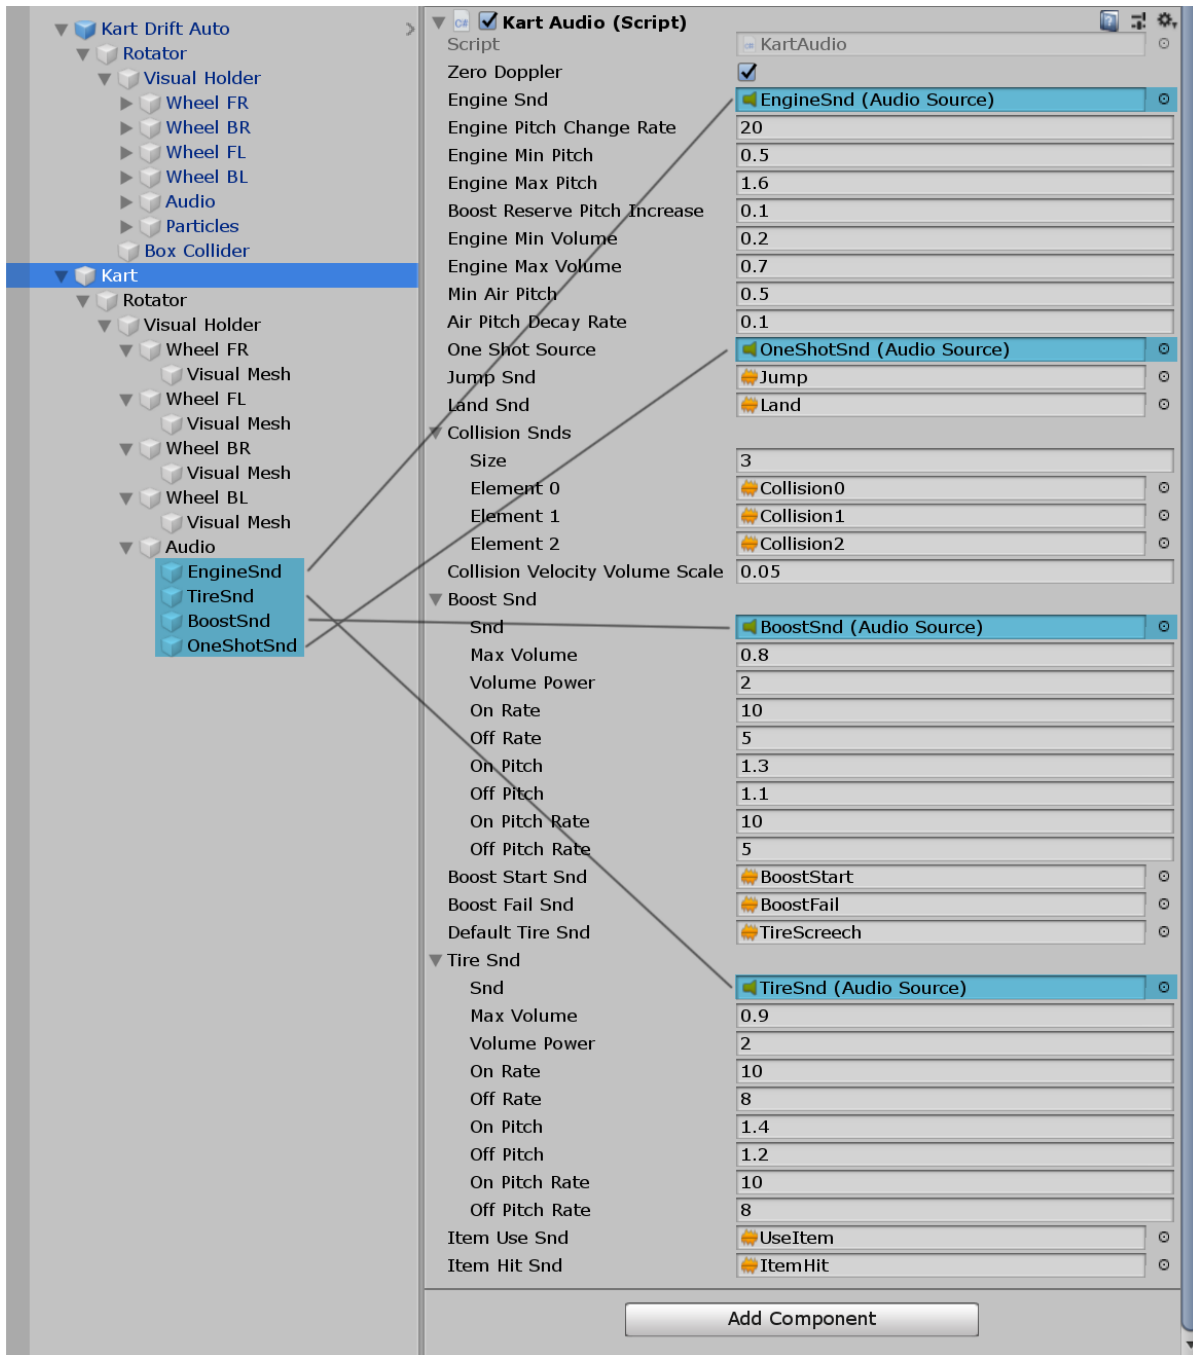 Kart Drift Auto
Rotator
Visual Holder
Wheel FR
Wheel BR
Wheel FL
Wheel BL
Audio
Particles
Box Collider
Kart
Rotator
Visual Holder
Wheel FR
Visual Mesh
Wheel FL
Visual Mesh
Wheel BR
Visual Mesh
Wheel BL
Visual Mesh
Audio
EngineSnd
TireSnd
BoostSnd
OneShotSnd
C# Kart Audio (Script)
Script KartAudio
Zero Doppler
Engine Snd EngineSnd (Audio Source)
Engine Pitch Change Rate 20
Engine Min Pitch 0.5
Engine Max Pitch 1.6
Boost Reserve Pitch Increase 0.1
Engine Min Volume 0.2
Engine Max Volume 0.7
Min Air Pitch 0.5
Air Pitch Decay Rate 0.1
One Shot Source OneShotSnd (Audio Source)
Jump Snd Jump
Land Snd Land
Collision Snds
Size 3
Element 0 Collision0
Element 1 Collision1
Element 2 Collision2
Collision Velocity Volume Scale 0.05
Boost Snd
Snd BoostSnd (Audio Source)
Max Volume 0.8
Volume Power 2
On Rate 10
Off Rate 5
On Pitch 1.3
Off Pitch 1.1
On Pitch Rate 10
Off Pitch Rate 5
Boost Start Snd BoostStart
Boost Fail Snd BoostFail
Default Tire Snd TireScreech
Tire Snd
Snd TireSnd (Audio Source)
Max Volume 0.9
Volume Power 2
On Rate 10
Off Rate 8
On Pitch 1.4
Off Pitch 1.2
On Pitch Rate 10
Off Pitch Rate 8
Item Use Snd UseItem
Item Hit Snd ItemHit
Add Component